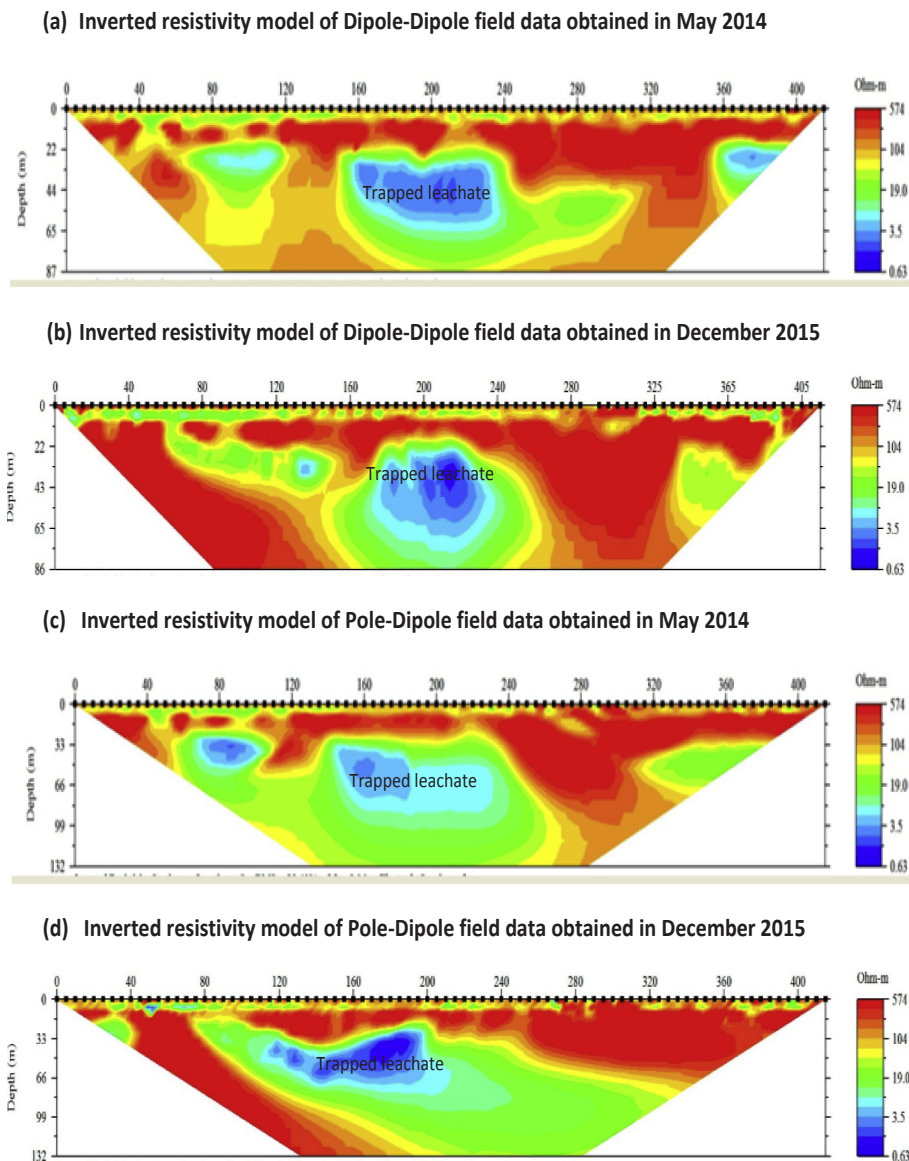 (a) Inverted resistivity model of Dipole-Dipole field data obtained in May 2014
0 40 80 120 160 200 240 280 320 360 400 Ohm-m
Depth (m)
0
22
44
65
87
Trapped leachate
574
104
19.0
3.5
0.63
(b) Inverted resistivity model of Dipole-Dipole field data obtained in December 2015
0 40 80 120 160 200 240 280 325 365 405 Ohm-m
Depth (m)
0
22
43
65
86
Trapped leachate
574
104
19.0
3.5
0.63
(c) Inverted resistivity model of Pole-Dipole field data obtained in May 2014
0 40 80 120 160 200 240 280 320 360 400 Ohm-m
Depth (m)
0
33
66
99
132
Trapped leachate
574
104
19.0
3.5
0.63
(d) Inverted resistivity model of Pole-Dipole field data obtained in December 2015
0 40 80 120 160 200 240 280 320 360 400 Ohm-m
Depth (m)
0
33
66
99
132
Trapped leachate
574
104
19.0
3.5
0.63